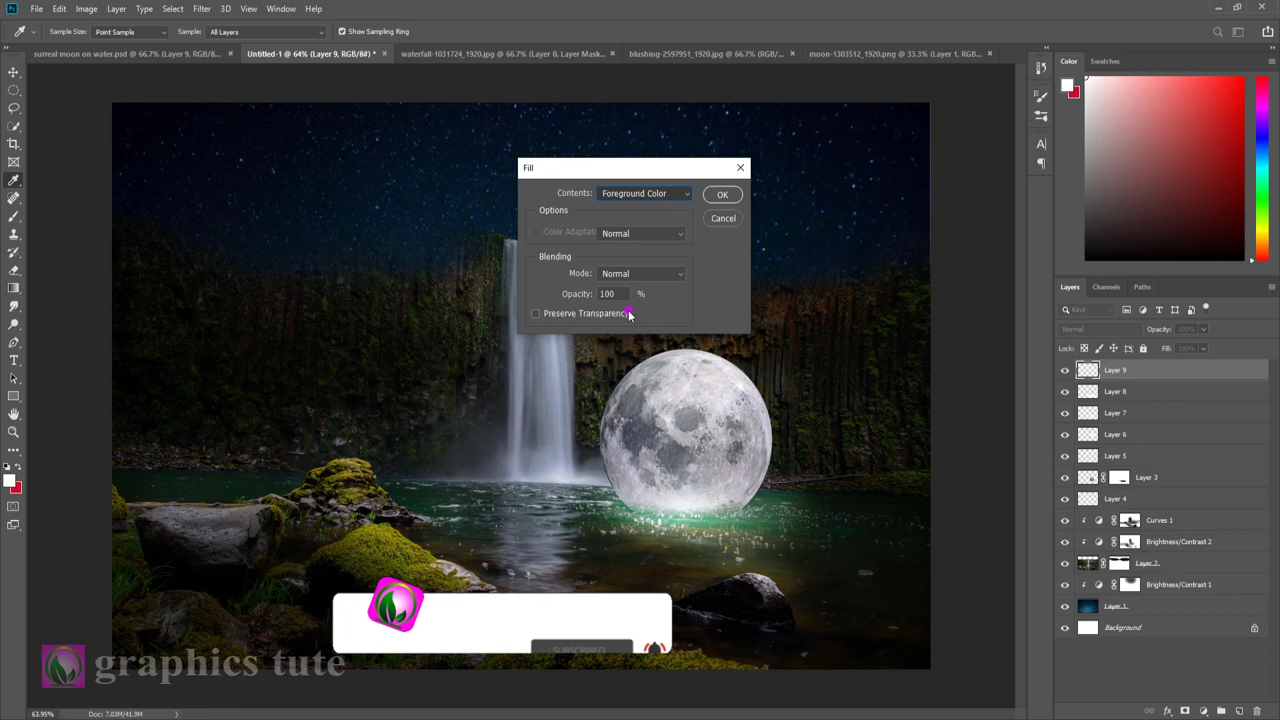 Ps File Edit Image Layer Type Select Filter 3D View Window Help
Sample Size: Point Sample Sample: All Layers Show Sampling Ring
surreal moon on water.psd @ 66.7% (Layer 9, RGB/8... × Untitled-1 @ 64% (Layer 9, RGB/8#) * × waterfall-1031724_1920.jpg @ 66.7% (Layer 0, Layer Mask... × blushing-2597951_1920.jpg @ 66.7% (RGB/... × moon-1303512_1920.png @ 33.3% (Layer 1, RGB... ×
Color Swatches
Fill
Contents: Foreground Color OK
Options Cancel
Color Adaptati Normal
Blending
Mode: Normal
Opacity: 100 %
Preserve Transparency
Layers Channels Paths
Kind
Normal Opacity: 100%
Lock: Fill: 100%
Layer 9
Layer 8
Layer 7
Layer 6
Layer 5
Layer 3
Layer 4
Curves 1
Brightness/Contrast 2
Layer 2
Brightness/Contrast 1
Layer 1
Background
SUBSCRIBED
graphics tute
63.95% Doc: 7.03M/41.9M